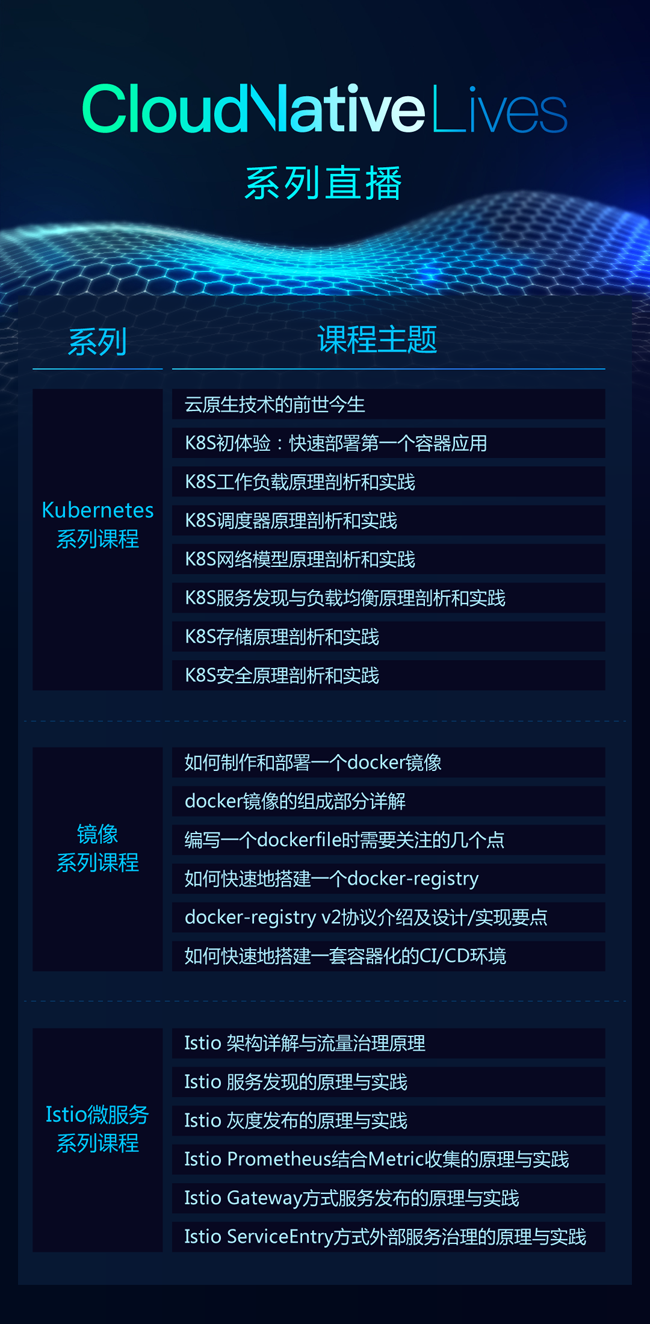 CloudNative Lives
系列直播
系列
课程主题
Kubernetes
系列课程
云原生技术的前世今生
K8S初体验：快速部署第一个容器应用
K8S工作负载原理剖析和实践
K8S调度器原理剖析和实践
K8S网络模型原理剖析和实践
K8S服务发现与负载均衡原理剖析和实践
K8S存储原理剖析和实践
K8S安全原理剖析和实践
镜像
系列课程
如何制作和部署一个docker镜像
docker镜像的组成部分详解
编写一个dockerfile时需要关注的几个点
如何快速地搭建一个docker-registry
docker-registry v2协议介绍及设计/实现要点
如何快速地搭建一套容器化的CI/CD环境
Istio微服务
系列课程
Istio 架构详解与流量治理原理
Istio 服务发现的原理与实践
Istio 灰度发布的原理与实践
Istio Prometheus结合Metric收集的原理与实践
Istio Gateway方式服务发布的原理与实践
Istio ServiceEntry方式外部服务治理的原理与实践